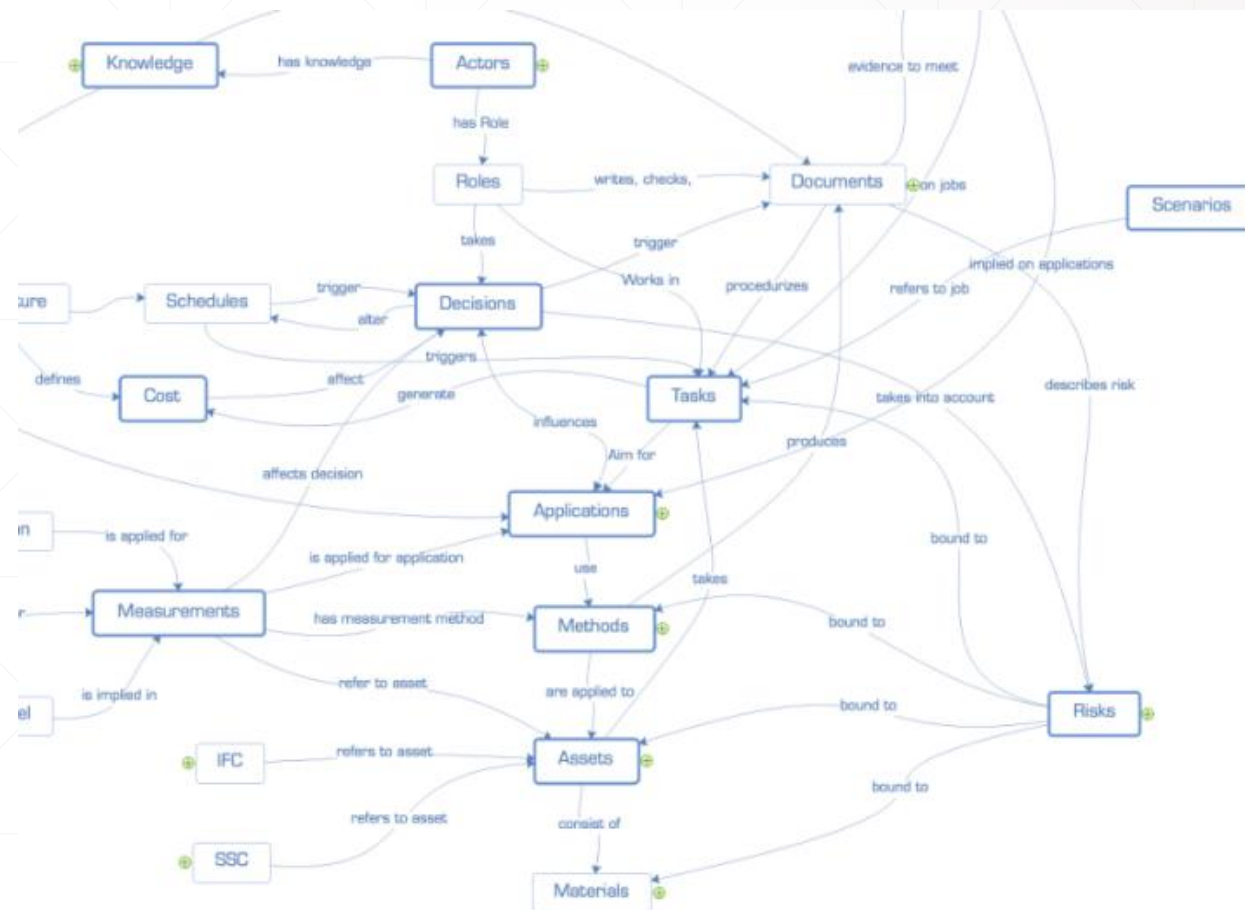 evidence to meet
Knowledge
has knowledge
Actors
has Role
Roles
writes, checks,
Documents
on jobs
Scenarios
takes
trigger
implied on applications
Works in
procedurizes
refers to job
ure
Schedules
trigger
Decisions
alter
triggers
defines
Cost
affect
generate
Tasks
takes into account
describes risk
influences
produces
Aim for
affects decision
Applications
n
is applied for
is applied for application
bound to
use
takes
r
Measurements
has measurement method
Methods
bound to
is implied in
el
refer to asset
are applied to
bound to
Risks
IFC
refers to asset
Assets
bound to
refers to asset
consist of
SSC
Materials